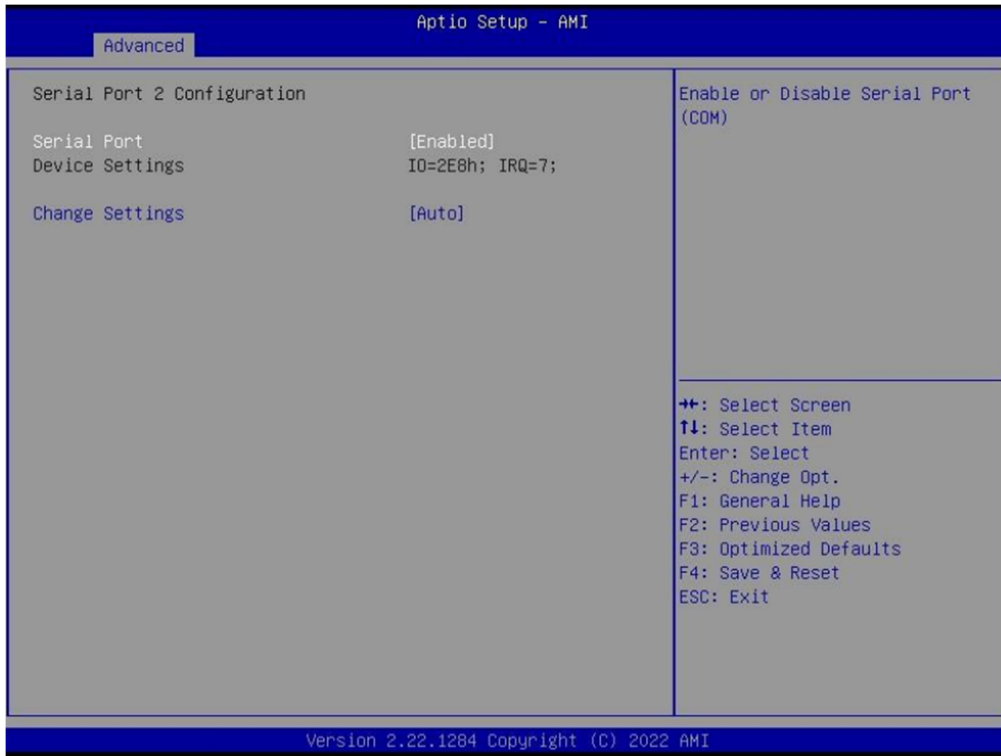 Aptio Setup - AMI
Advanced
Serial Port 2 Configuration
Serial Port [Enabled]
Device Settings IO=2E8h; IRQ=7;
Change Settings [Auto]
Enable or Disable Serial Port
(COM)
→←: Select Screen
↑↓: Select Item
Enter: Select
+/-: Change Opt.
F1: General Help
F2: Previous Values
F3: Optimized Defaults
F4: Save & Reset
ESC: Exit
Version 2.22.1284 Copyright (C) 2022 AMI